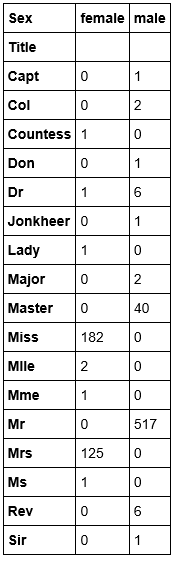 Sex female male
Title
Capt 0 1
Col 0 2
Countess 1 0
Don 0 1
Dr 1 6
Jonkheer 0 1
Lady 1 0
Major 0 2
Master 0 40
Miss 182 0
Mlle 2 0
Mme 1 0
Mr 0 517
Mrs 125 0
Ms 1 0
Rev 0 6
Sir 0 1